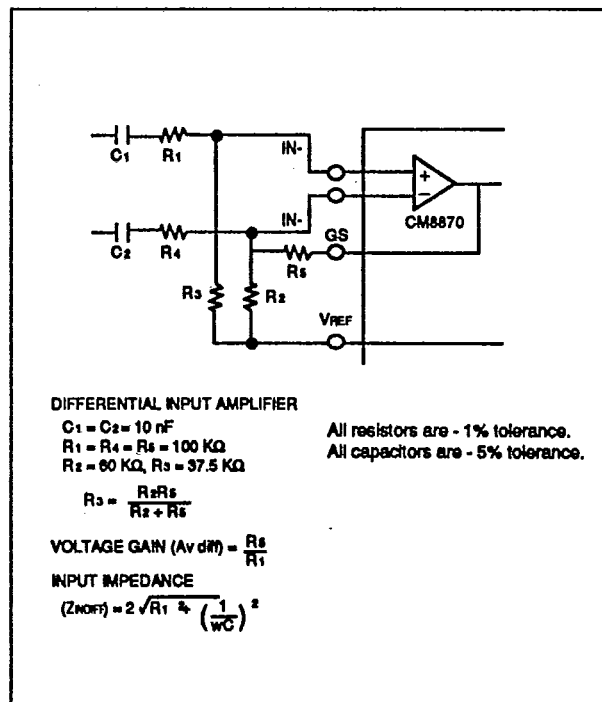 C1
R1
IN-
+
−
CM8870
IN-
GS
C2
R4
R5
R3
R2
VREF
DIFFERENTIAL INPUT AMPLIFIER
C1 = C2 = 10 nF
R1 = R4 = R5 = 100 KΩ
R2 = 60 KΩ, R3 = 37.5 KΩ
R3 = R2R5 / R2 + R5
VOLTAGE GAIN (Av diff) = R5 / R1
INPUT IMPEDANCE
(ZINDIFF) = 2 √R1 2 + (1 / wC) 2
All resistors are - 1% tolerance.
All capacitors are - 5% tolerance.